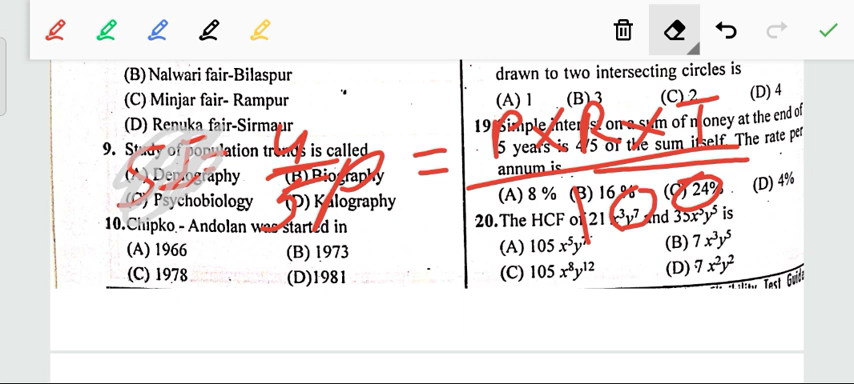 (B) Nalwari fair-Bilaspur
(C) Minjar fair- Rampur
(D) Renuka fair-Sirmaur
9. Study of population trends is called
(A) Demography (B) Biography
(C) Psychobiology (D) Kalography
10. Chipko - Andolan was started in
(A) 1966 (B) 1973
(C) 1978 (D) 1981
4/5 P = P × R × I
100
drawn to two intersecting circles is
(A) 1 (B) 3 (C) 2 (D) 4
19. Simple interest on a sum of money at the end of
5 years is 4/5 of the sum itself. The rate per
annum is
(A) 8 % (B) 16 % (C) 24% (D) 4%
20. The HCF of 21 x³y⁷ and 35x⁵y⁵ is
(A) 105 x⁵y⁷ (B) 7 x³y⁵
(C) 105 x⁸y¹² (D) 7 x²y²
Test Guide